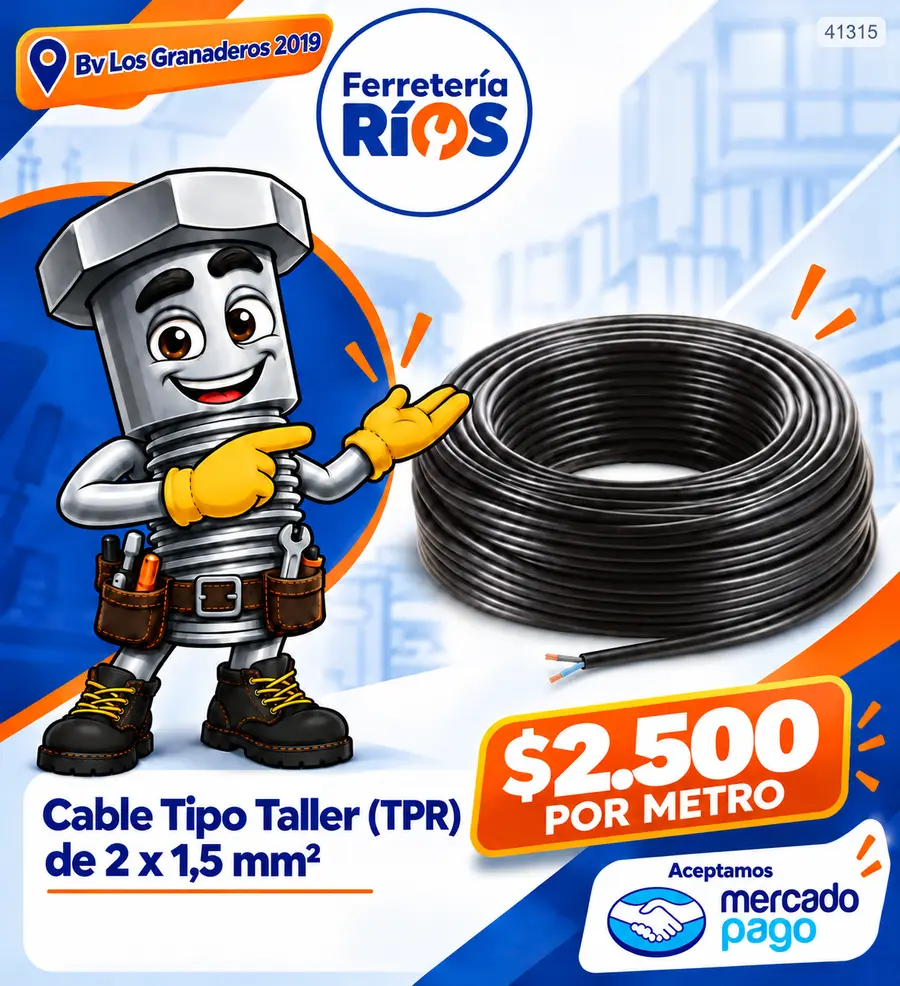 Bv Los Granaderos 2019
Ferretería
RÍOS
41315
$2.500
POR METRO
Cable Tipo Taller (TPR)
de 2 x 1,5 mm²
Aceptamos
mercado
pago